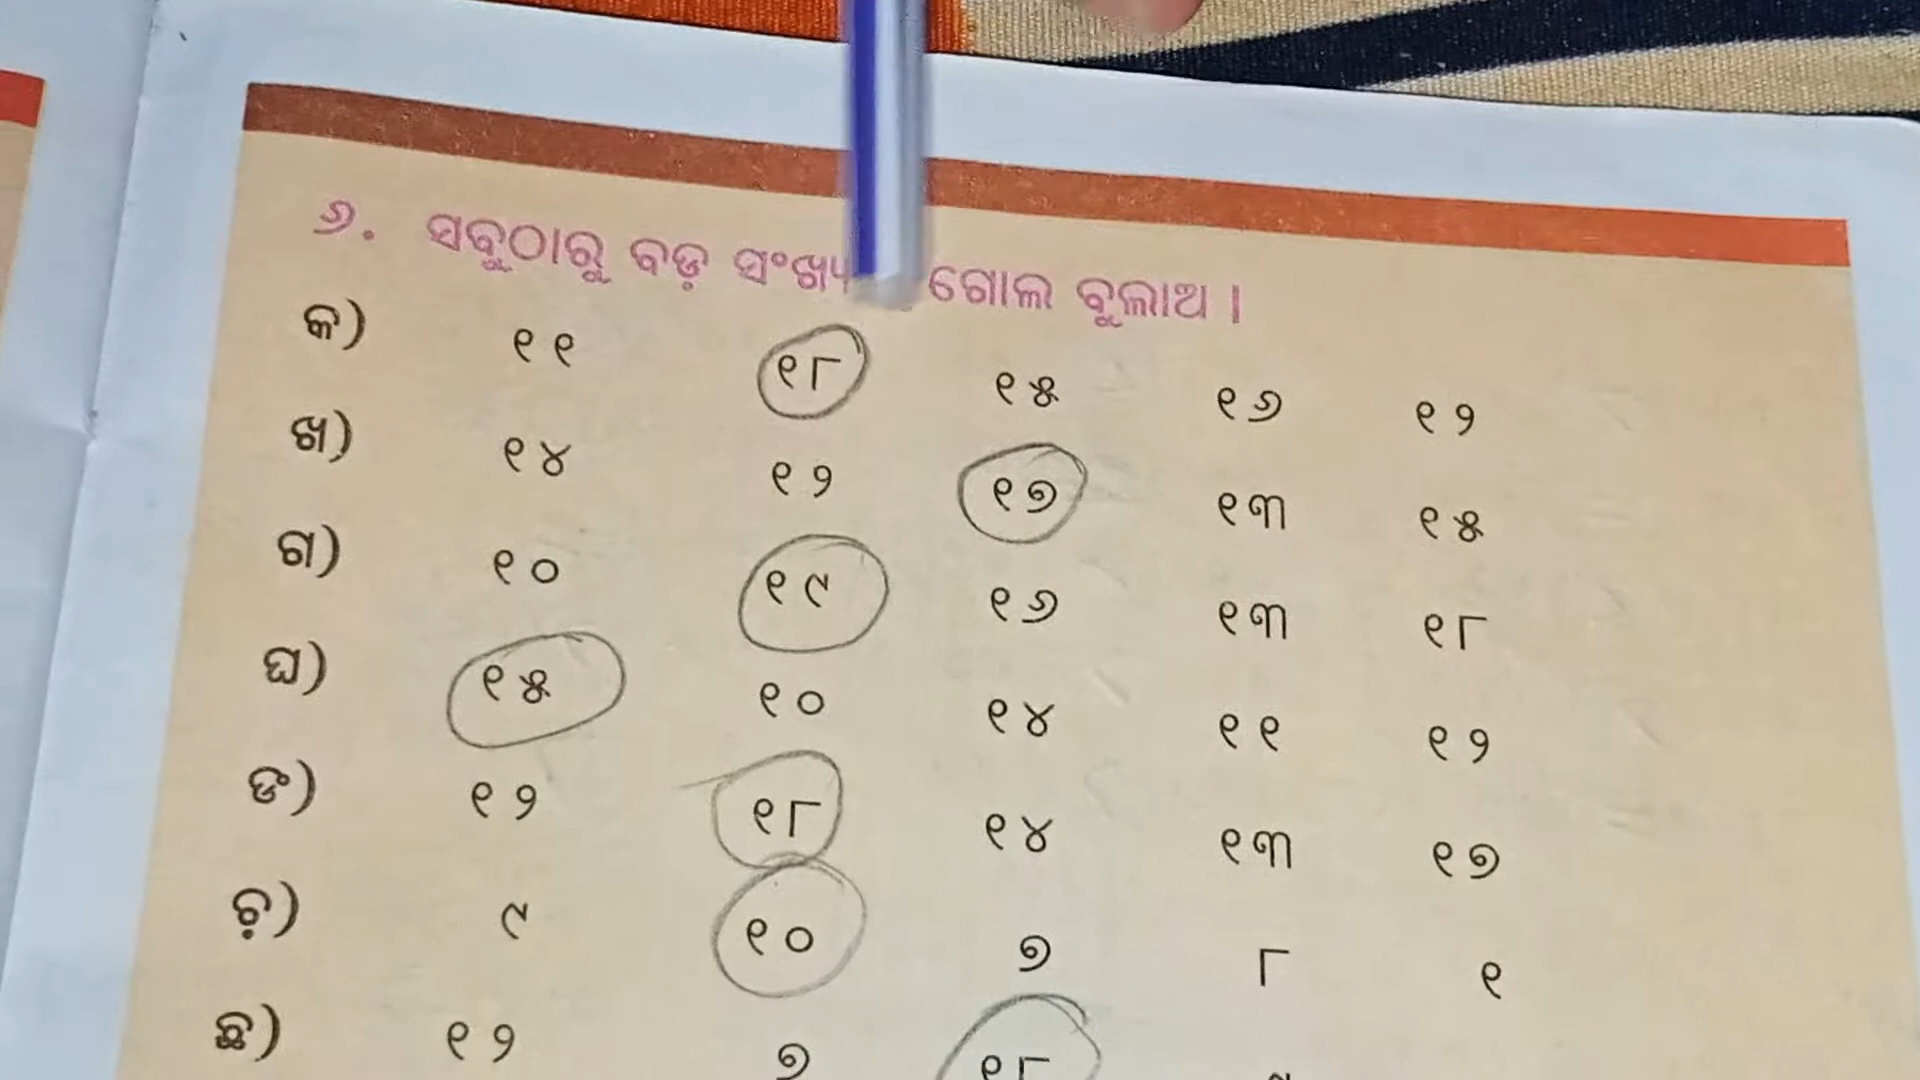 ୬. ସବୁଠାରୁ ବଡ଼ ସଂଖ୍ୟା ଗୋଲ ବୁଲାଅ ।
କ) ୧୧ ୧୮ ୧୫ ୧୬ ୧୨
ଖ) ୧୪ ୧୨ ୧୭ ୧୩ ୧୫
ଗ) ୧୦ ୧୯ ୧୬ ୧୩ ୧୮
ଘ) ୧୫ ୧୦ ୧୪ ୧୧ ୧୨
ଙ) ୧୨ ୧୮ ୧୪ ୧୩ ୧୭
ଚ) ୯ ୧୦ ୭ ୮ ୧
ଛ) ୧୨ ୭ ୧୮